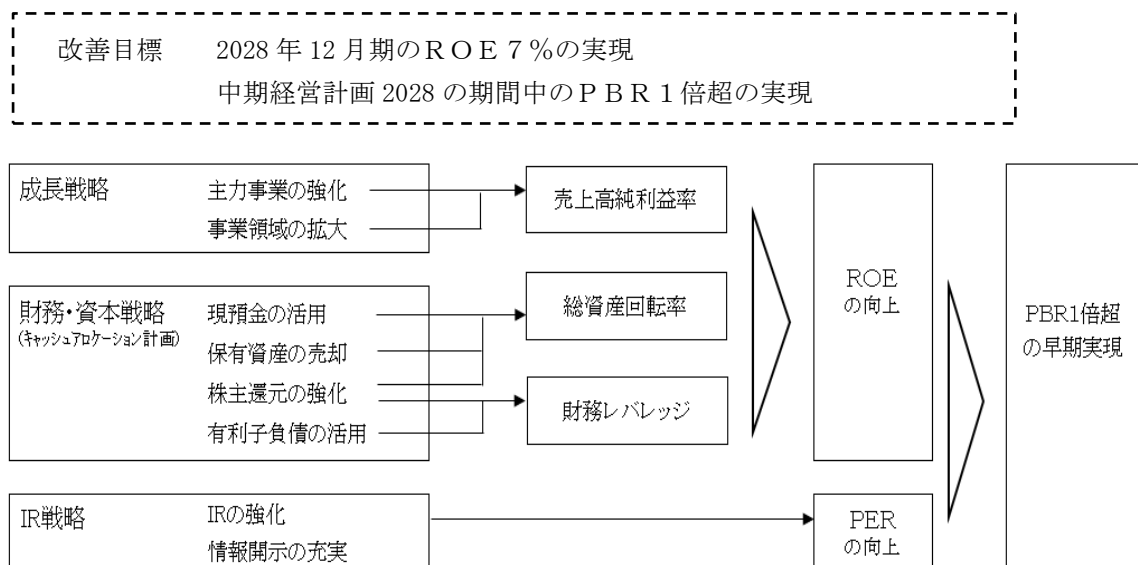 改善目標 2028年12月期のROE7%の実現
中期経営計画2028の期間中のPBR1倍超の実現
成長戦略 主力事業の強化
事業領域の拡大
売上高純利益率
財務・資本戦略 現預金の活用
(キャッシュアロケーション計画)
保有資産の売却
株主還元の強化
有利子負債の活用
総資産回転率
財務レバレッジ
IR戦略 IRの強化
情報開示の充実
ROE
の向上
PER
の向上
PBR1倍超
の早期実現